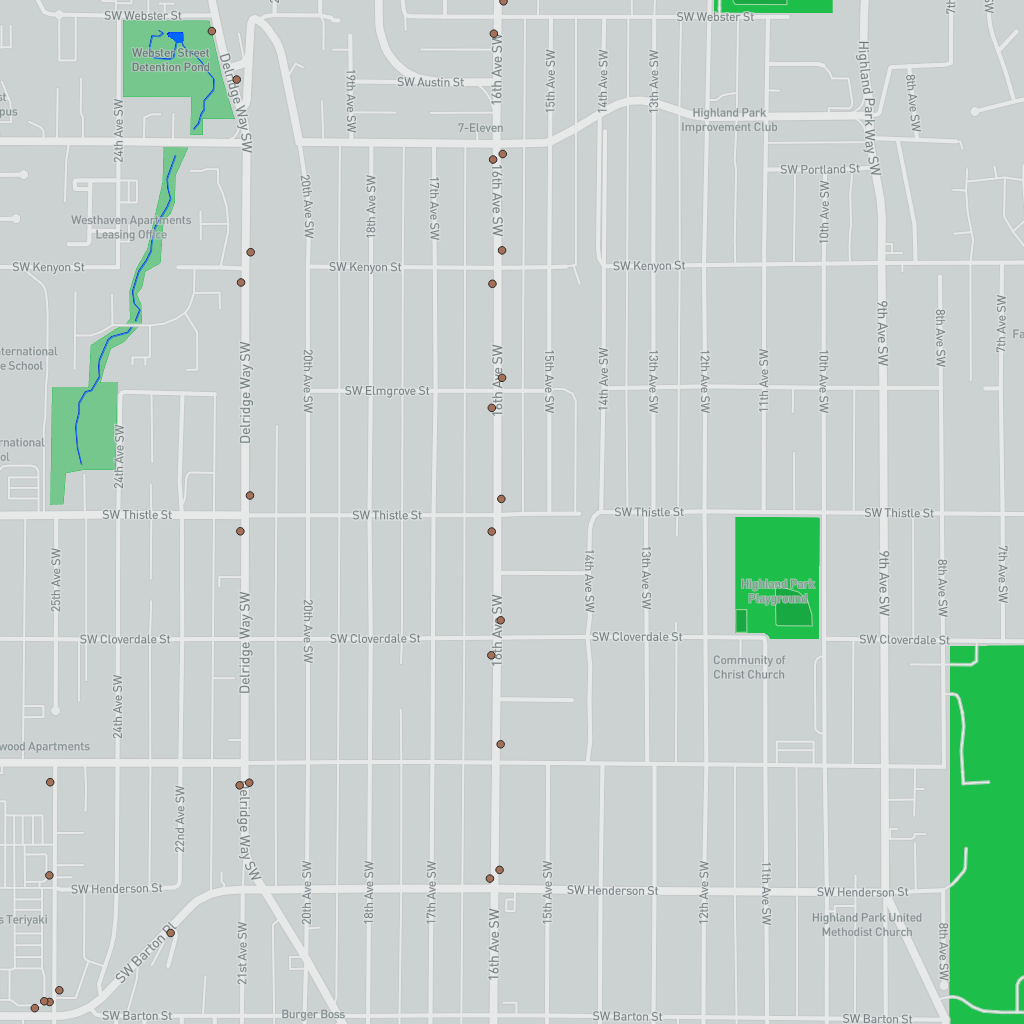 SW Webster St
SW Webster St
Webster Street
Detention Pond
Delridge Way SW
24th Ave SW
19th Ave SW
SW Austin St
16th Ave SW
15th Ave SW
14th Ave SW
13th Ave SW
Highland Park Way SW
8th Ave SW
7-Eleven
Highland Park
Improvement Club
SW Portland St
Westhaven Apartments
Leasing Office
20th Ave SW
18th Ave SW
17th Ave SW
16th Ave SW
10th Ave SW
SW Kenyon St
SW Kenyon St
SW Kenyon St
9th Ave SW
8th Ave SW
7th Ave SW
ternational
e School
Delridge Way SW
20th Ave SW
SW Elmgrove St
16th Ave SW
15th Ave SW
14th Ave SW
13th Ave SW
12th Ave SW
11th Ave SW
10th Ave SW
24th Ave SW
SW Thistle St
SW Thistle St
SW Thistle St
SW Thistle St
25th Ave SW
14th Ave SW
13th Ave SW
9th Ave SW
8th Ave SW
7th Ave SW
Highland Park
Playground
Delridge Way SW
20th Ave SW
16th Ave SW
SW Cloverdale St
SW Cloverdale St
SW Cloverdale St
SW Cloverdale St
Community of
Christ Church
24th Ave SW
wood Apartments
22nd Ave SW
Delridge Way SW
SW Henderson St
20th Ave SW
18th Ave SW
17th Ave SW
15th Ave SW
SW Henderson St
12th Ave SW
11th Ave SW
SW Henderson St
Highland Park United
Methodist Church
s Teriyaki
SW Barton Pl
21st Ave SW
16th Ave SW
8th Ave SW
SW Barton St
Burger Boss
SW Barton St
SW Barton St